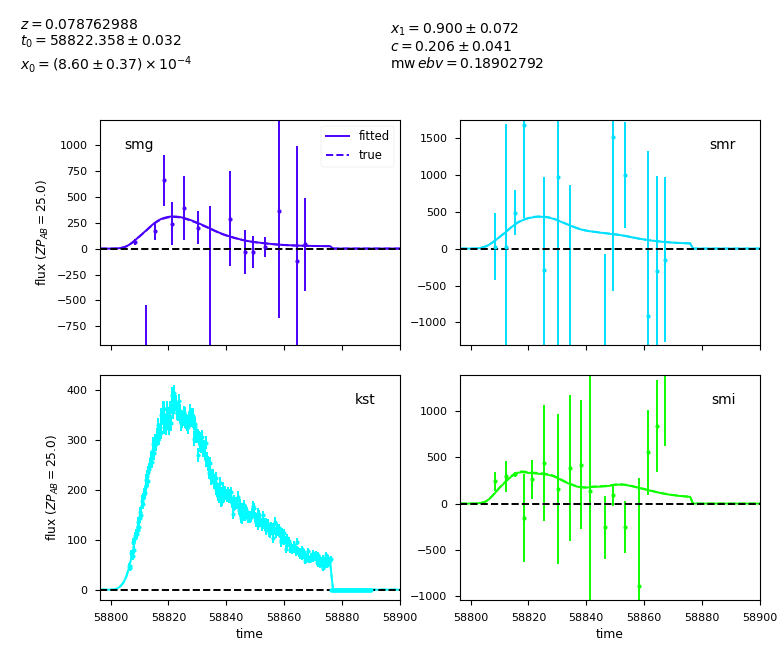 z = 0.078762988
t₀ = 58822.358 ± 0.032
x₀ = (8.60 ± 0.37) × 10⁻⁴
x₁ = 0.900 ± 0.072
c = 0.206 ± 0.041
mw ebv = 0.18902792
smg
fitted
true
1000
750
500
250
0
−250
−500
−750
flux (ZP_AB = 25.0)
smr
1500
1000
500
0
−500
−1000
kst
400
300
200
100
0
flux (ZP_AB = 25.0)
58800 58820 58840 58860 58880 58900
time
smi
1000
500
0
−500
−1000
58800 58820 58840 58860 58880 58900
time